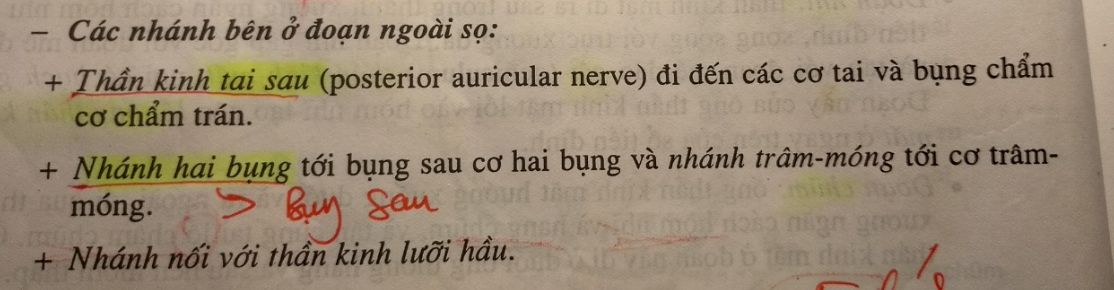 – Các nhánh bên ở đoạn ngoài sọ:
+ Thần kinh tai sau (posterior auricular nerve) đi đến các cơ tai và bụng chẩm
cơ chẩm trán.
+ Nhánh hai bụng tới bụng sau cơ hai bụng và nhánh trâm-móng tới cơ trâm-
móng. > Bụng Sau
+ Nhánh nối với thần kinh lưỡi hầu.